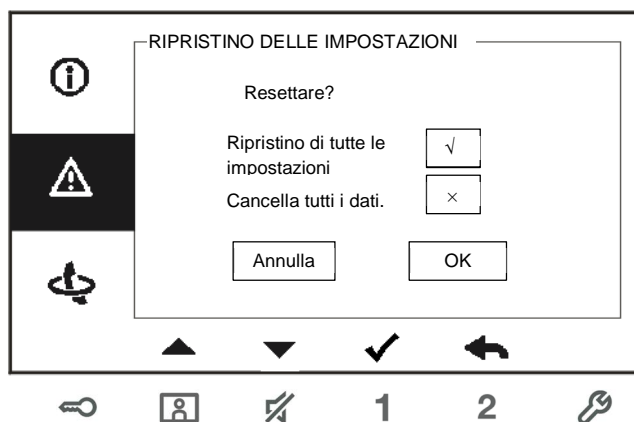 RIPRISTINO DELLE IMPOSTAZIONI
Resettare?
Ripristino di tutte le
impostazioni
√
Cancella tutti i dati.
×
Annulla
OK
1
2